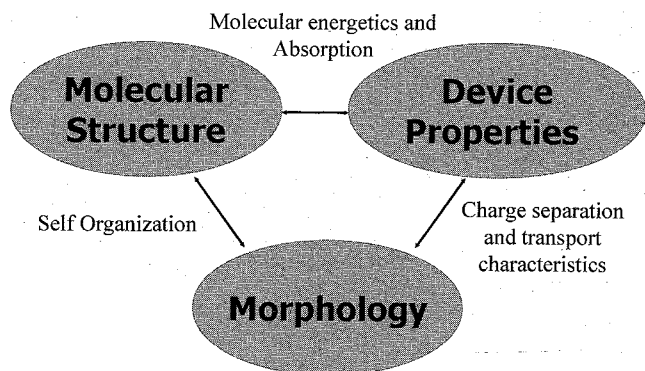 Molecular energetics and
Absorption
Molecular
Structure
Device
Properties
Self Organization
Charge separation
and transport
characteristics
Morphology